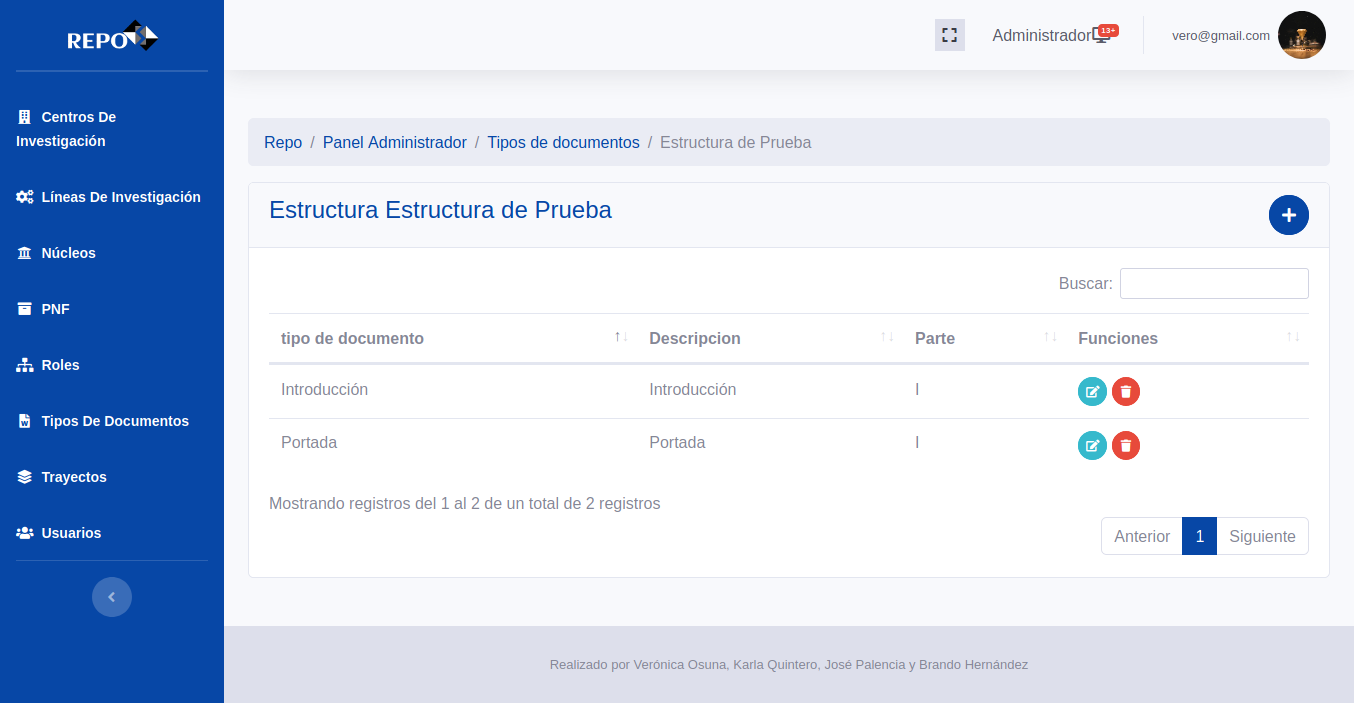 REPO
Centros De
Investigación
Líneas De Investigación
Núcleos
PNF
Roles
Tipos De Documentos
Trayectos
Usuarios
Administrador 13+ vero@gmail.com
Repo / Panel Administrador / Tipos de documentos / Estructura de Prueba
Estructura Estructura de Prueba
Buscar:
tipo de documento ↑↓ Descripcion ↑↓ Parte ↑↓ Funciones ↑↓
Introducción Introducción I
Portada Portada I
Mostrando registros del 1 al 2 de un total de 2 registros
Anterior 1 Siguiente
Realizado por Verónica Osuna, Karla Quintero, José Palencia y Brando Hernández